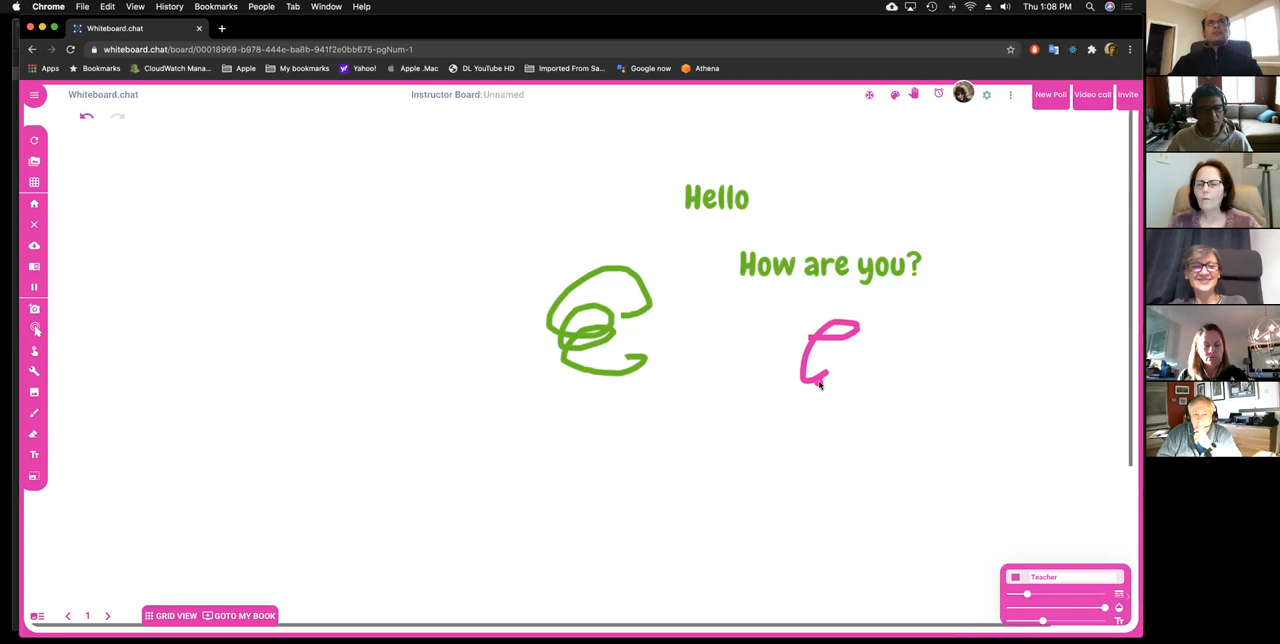 Chrome File Edit View History Bookmarks People Tab Window Help Thu 1:08 PM
Whiteboard.chat
whiteboard.chat/board/00018969-b978-444e-ba8b-941f2e0bb675-pgNum-1
Apps Bookmarks CloudWatch Mana... Apple My bookmarks Yahoo! Apple .Mac DL YouTube HD Imported From Sa... Google now Athena
Whiteboard.chat Instructor Board: Unnamed New Poll Video call Invite
Hello
How are you?
Teacher
1 GRID VIEW GOTO MY BOOK